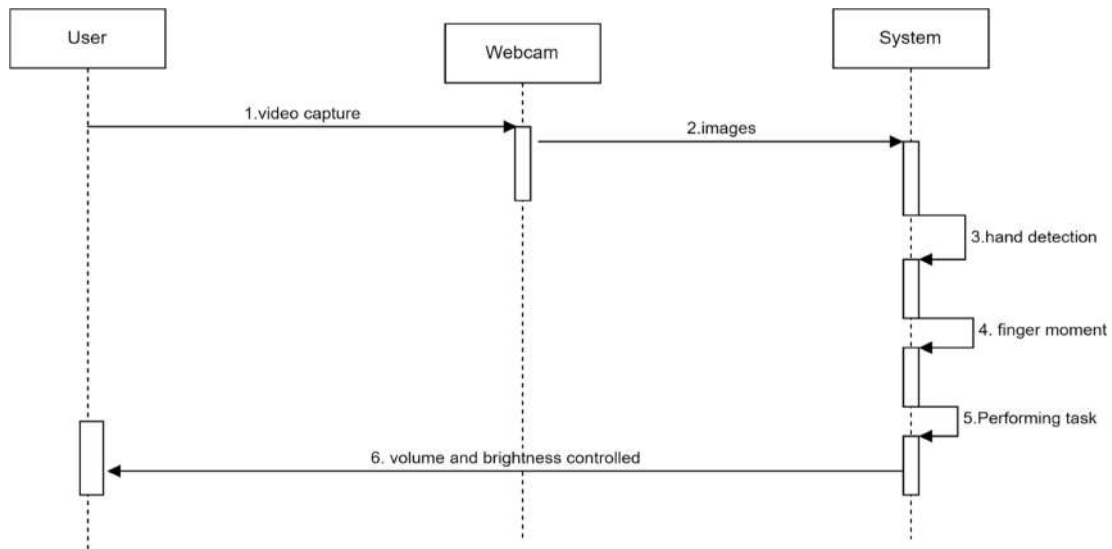 User
Webcam
System
1.video capture
2.images
3.hand detection
4. finger moment
5.Performing task
6. volume and brightness controlled